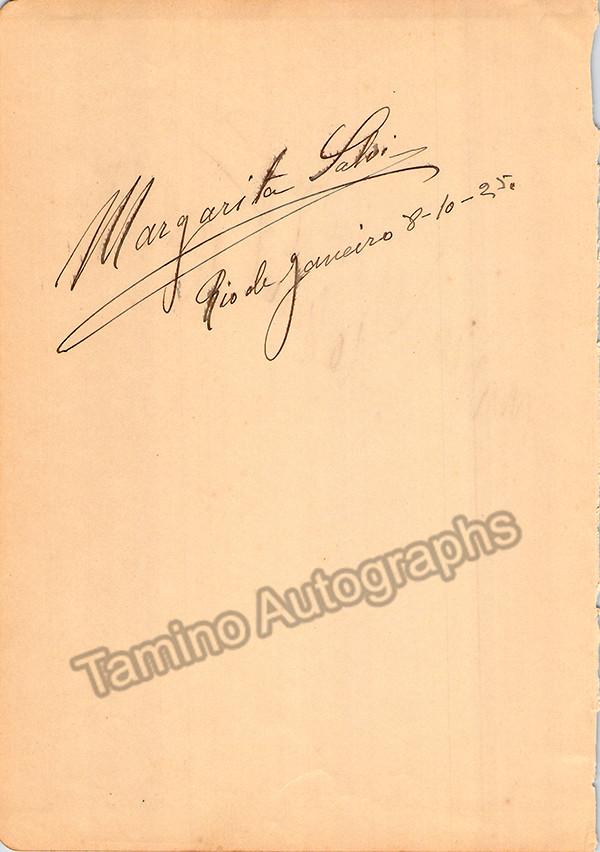 Margarita Salvi
Rio de Janeiro 8-10-25.
Tamino Autographs